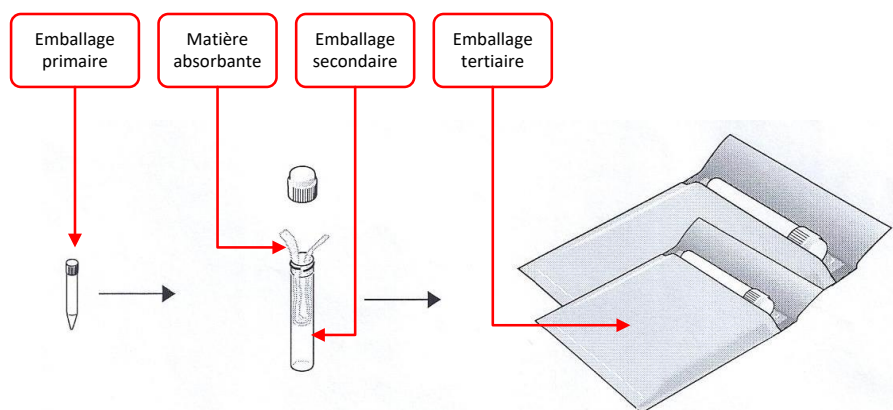 Emballage
primaire
Matière
absorbante
Emballage
secondaire
Emballage
tertiaire